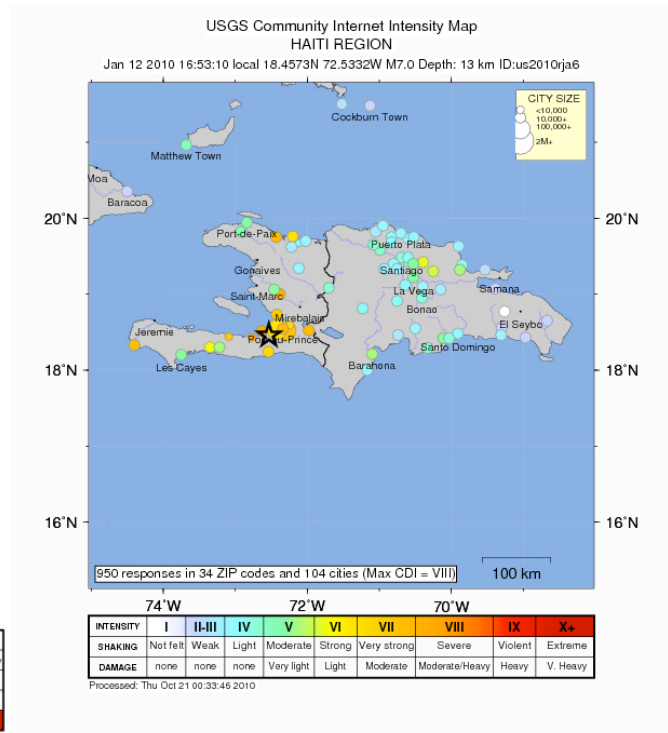 USGS Community Internet Intensity Map
HAITI REGION
Jan 12 2010 16:53:10 local 18.4573N 72.5332W M7.0 Depth: 13 km ID:us2010rja6
CITY SIZE
<10,000
10,000+
100,000+
2M+
Cockburn Town
Matthew Town
Moa
Baracoa
20°N
20°N
Port-de-Paix
Puerto Plata
Gonaives
Santiago
Saint-Marc
La Vega
Samana
Mirebalais
Bonao
El Seybo
Jeremie
Port-au-Prince
Santo Domingo
18°N
18°N
Les Cayes
Barahona
16°N
16°N
950 responses in 34 ZIP codes and 104 cities (Max CDI = VIII)
100 km
74°W 72°W 70°W
INTENSITY I II-III IV V VI VII VIII IX X+
SHAKING Not felt Weak Light Moderate Strong Very strong Severe Violent Extreme
DAMAGE none none none Very light Light Moderate Moderate/Heavy Heavy V. Heavy
Processed: Thu Oct 21 00:33:46 2010